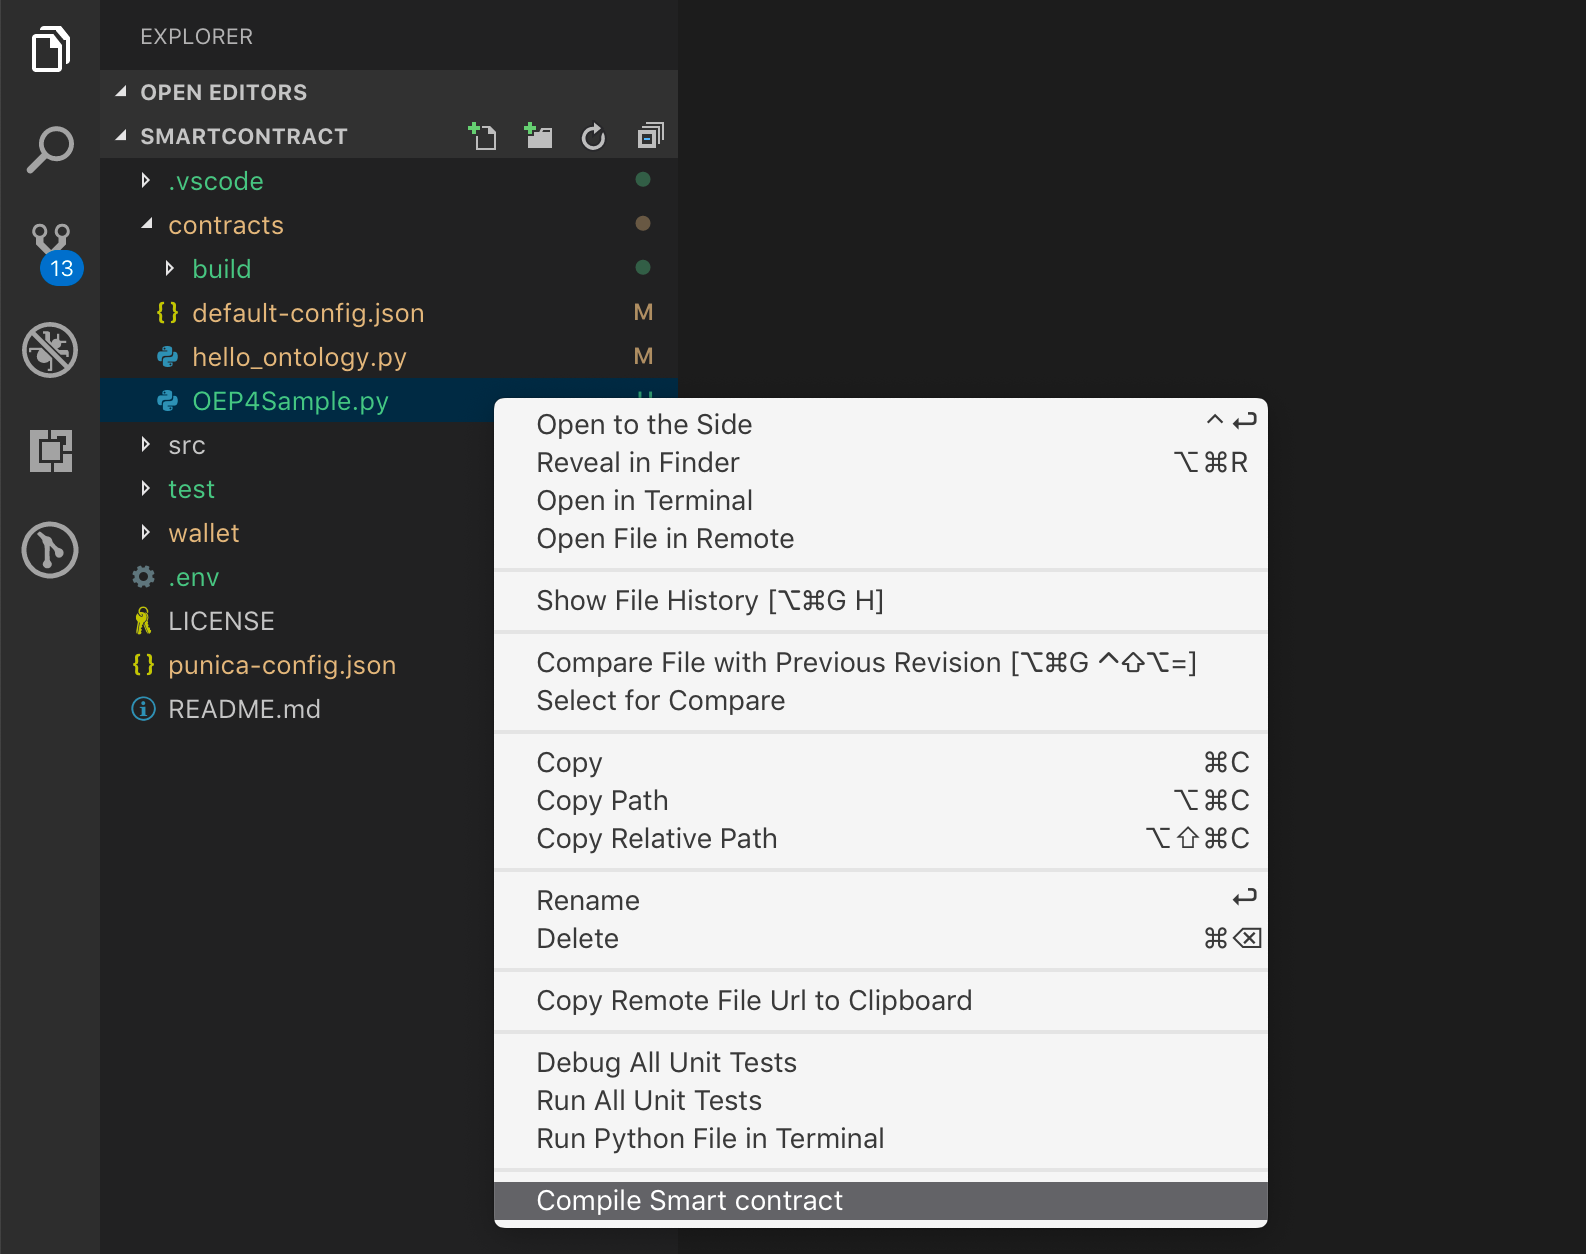 EXPLORER
OPEN EDITORS
SMARTCONTRACT
.vscode
contracts
build
default-config.json M
hello_ontology.py M
OEP4Sample.py
src
test
wallet
.env
LICENSE
punica-config.json
README.md
13
Open to the Side ^↩
Reveal in Finder ⌥⌘R
Open in Terminal
Open File in Remote
Show File History [⌥⌘G H]
Compare File with Previous Revision [⌥⌘G ^⇧⌥=]
Select for Compare
Copy ⌘C
Copy Path ⌥⌘C
Copy Relative Path ⌥⇧⌘C
Rename ↩
Delete ⌘⌫
Copy Remote File Url to Clipboard
Debug All Unit Tests
Run All Unit Tests
Run Python File in Terminal
Compile Smart contract